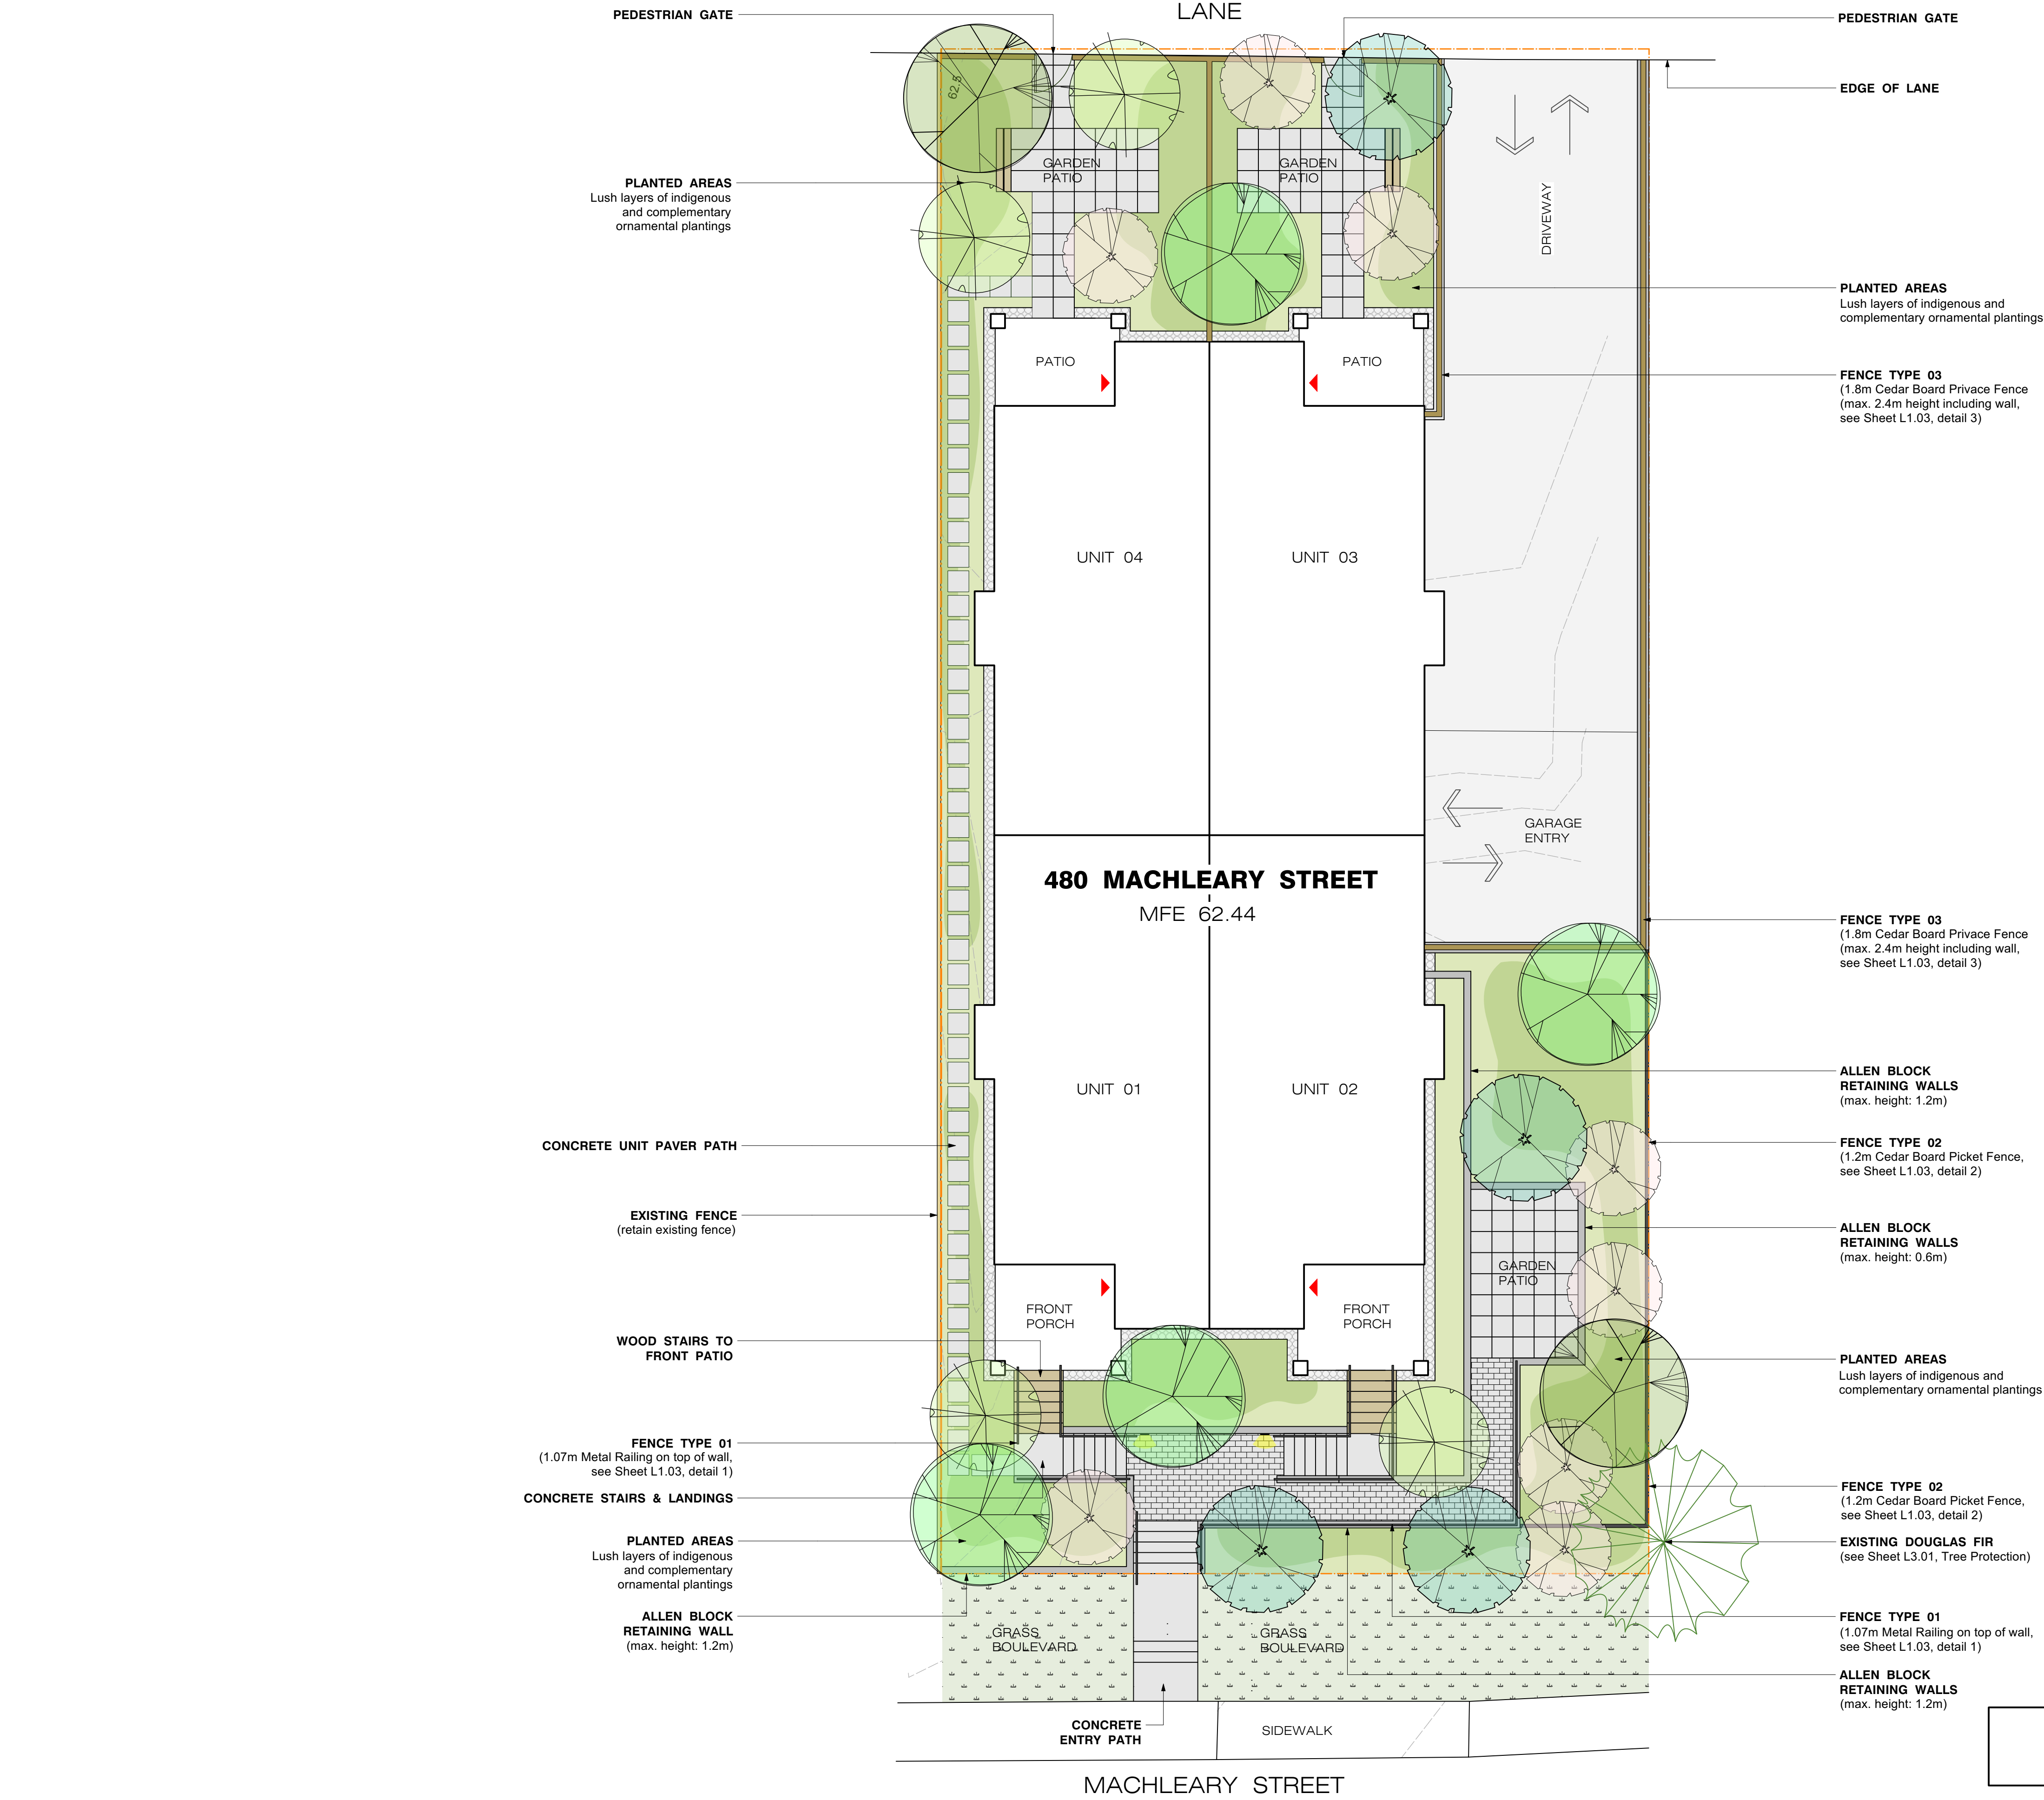 LANE
PEDESTRIAN GATE
PEDESTRIAN GATE
EDGE OF LANE
62.5
GARDEN
PATIO
GARDEN
PATIO
PLANTED AREAS
Lush layers of indigenous
and complementary
ornamental plantings
DRIVEWAY
PLANTED AREAS
Lush layers of indigenous and
complementary ornamental plantings
PATIO
PATIO
FENCE TYPE 03
(1.8m Cedar Board Privace Fence
(max. 2.4m height including wall,
see Sheet L1.03, detail 3)
UNIT 04
UNIT 03
GARAGE
ENTRY
480 MACHLEARY STREET
MFE 62.44
FENCE TYPE 03
(1.8m Cedar Board Privace Fence
(max. 2.4m height including wall,
see Sheet L1.03, detail 3)
UNIT 01
UNIT 02
ALLEN BLOCK
RETAINING WALLS
(max. height: 1.2m)
CONCRETE UNIT PAVER PATH
FENCE TYPE 02
(1.2m Cedar Board Picket Fence,
see Sheet L1.03, detail 2)
EXISTING FENCE
(retain existing fence)
ALLEN BLOCK
RETAINING WALLS
(max. height: 0.6m)
GARDEN
PATIO
FRONT
PORCH
FRONT
PORCH
WOOD STAIRS TO
FRONT PATIO
PLANTED AREAS
Lush layers of indigenous and
complementary ornamental plantings
FENCE TYPE 01
(1.07m Metal Railing on top of wall,
see Sheet L1.03, detail 1)
CONCRETE STAIRS & LANDINGS
FENCE TYPE 02
(1.2m Cedar Board Picket Fence,
see Sheet L1.03, detail 2)
PLANTED AREAS
Lush layers of indigenous
and complementary
ornamental plantings
EXISTING DOUGLAS FIR
(see Sheet L3.01, Tree Protection)
ALLEN BLOCK
RETAINING WALL
(max. height: 1.2m)
GRASS
BOULEVARD
GRASS
BOULEVARD
FENCE TYPE 01
(1.07m Metal Railing on top of wall,
see Sheet L1.03, detail 1)
ALLEN BLOCK
RETAINING WALLS
(max. height: 1.2m)
CONCRETE
ENTRY PATH
SIDEWALK
MACHLEARY STREET